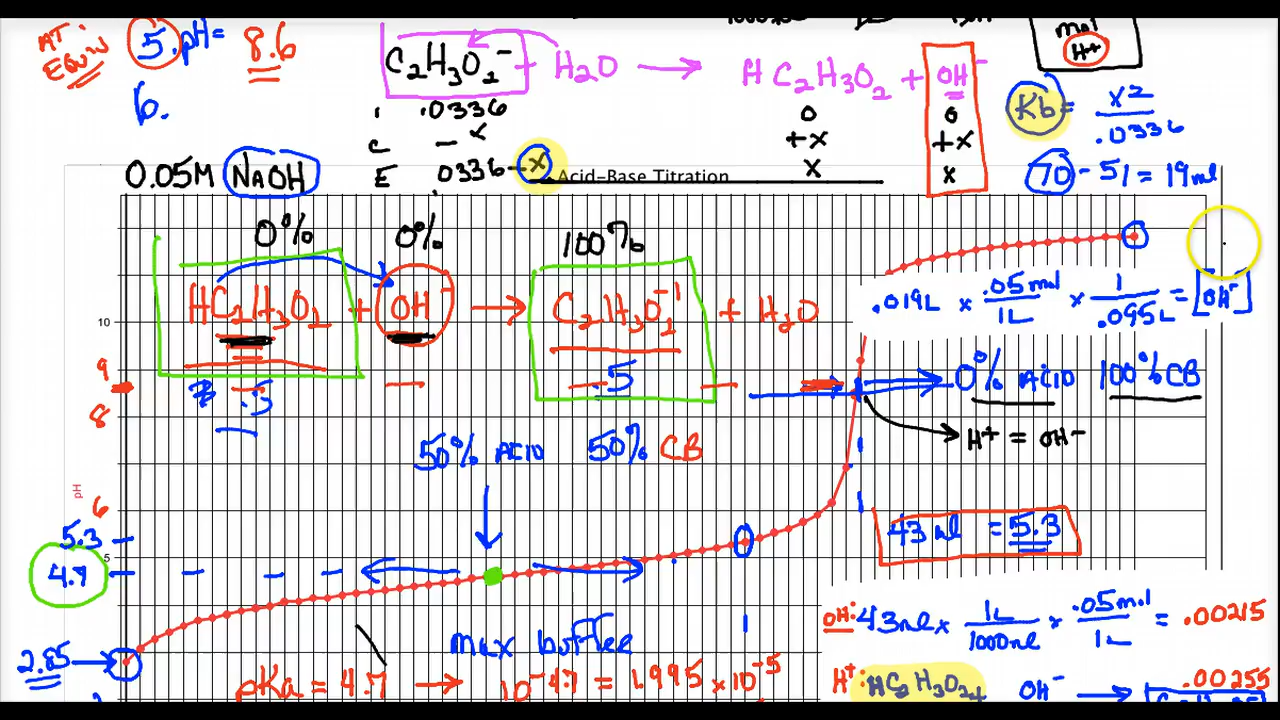 AT EQUIV
5. pH = 8.6
6.
C2H3O2⁻ + H2O → HC2H3O2 + OH⁻
I .0336 0 0
C - x +x +x
E .0336-x x x
mol H+
Kb = x2 / .0336
70 - 51 = 19ml
0.05M NaOH
Acid-Base Titration
0% 0% 100%
HC2H3O2 + OH⁻ → C2H3O2⁻¹ + H2O
.5 .5
.019L x .05mol / 1L x 1 / .095L = [OH⁻]
10
9
8
0% ACID 100% CB
H+ = OH⁻
50% ACID 50% CB
pH
6
5.3
5
4.7
43 ml = 5.3
max buffer
2.85
pKa = 4.7 → 10^-4.7 = 1.995 x 10^-5
OH: 43ml x 1L / 1000ml x .05mol / 1L = .00215
H+: .00255
HC2H3O2 + OH⁻ →